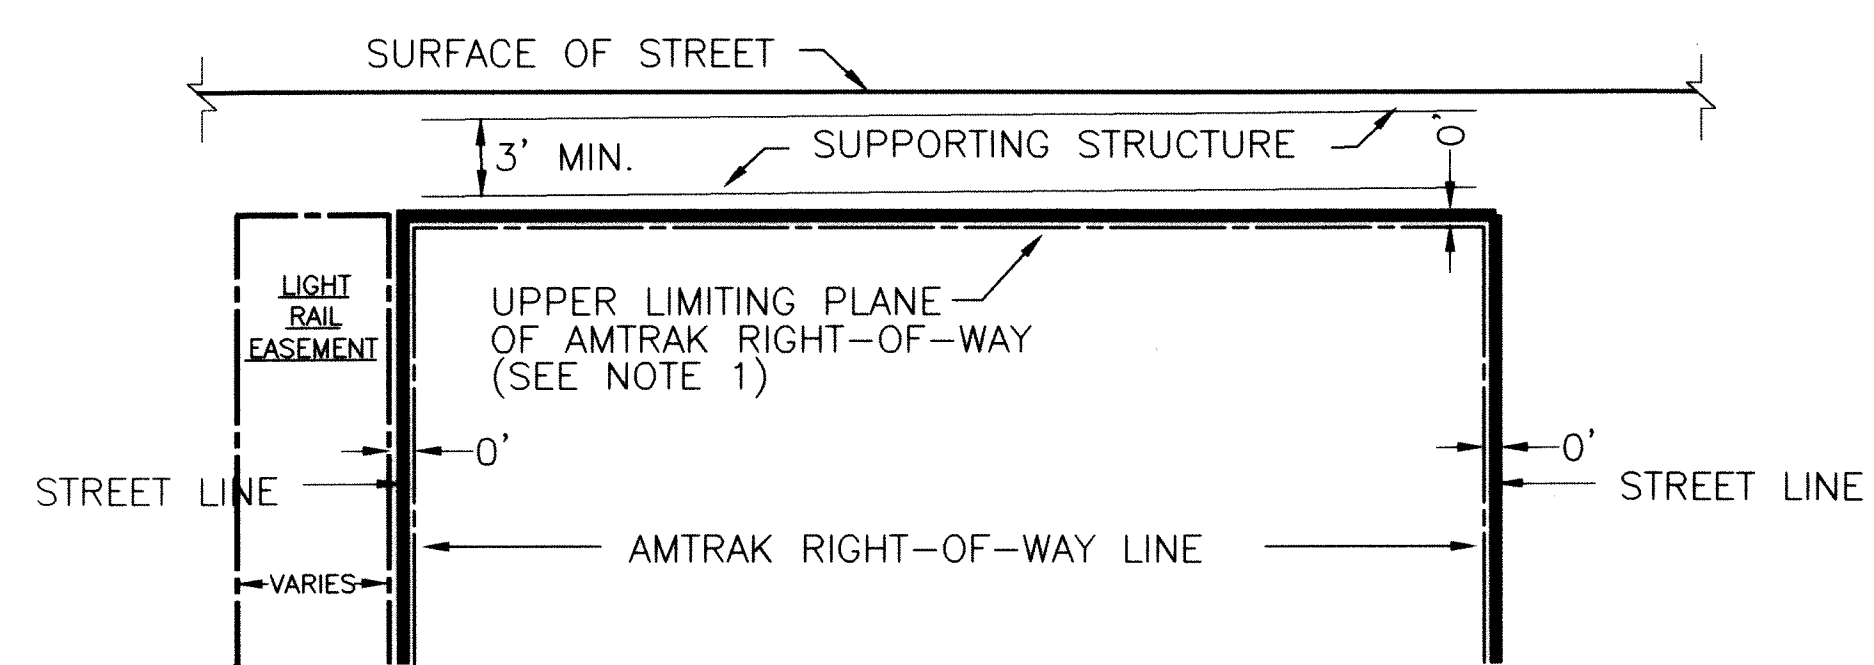 SURFACE OF STREET
SUPPORTING STRUCTURE
0'
3' MIN.
LIGHT
RAIL
EASEMENT
UPPER LIMITING PLANE
OF AMTRAK RIGHT-OF-WAY
(SEE NOTE 1)
0'
0'
STREET LINE
STREET LINE
AMTRAK RIGHT-OF-WAY LINE
VARIES